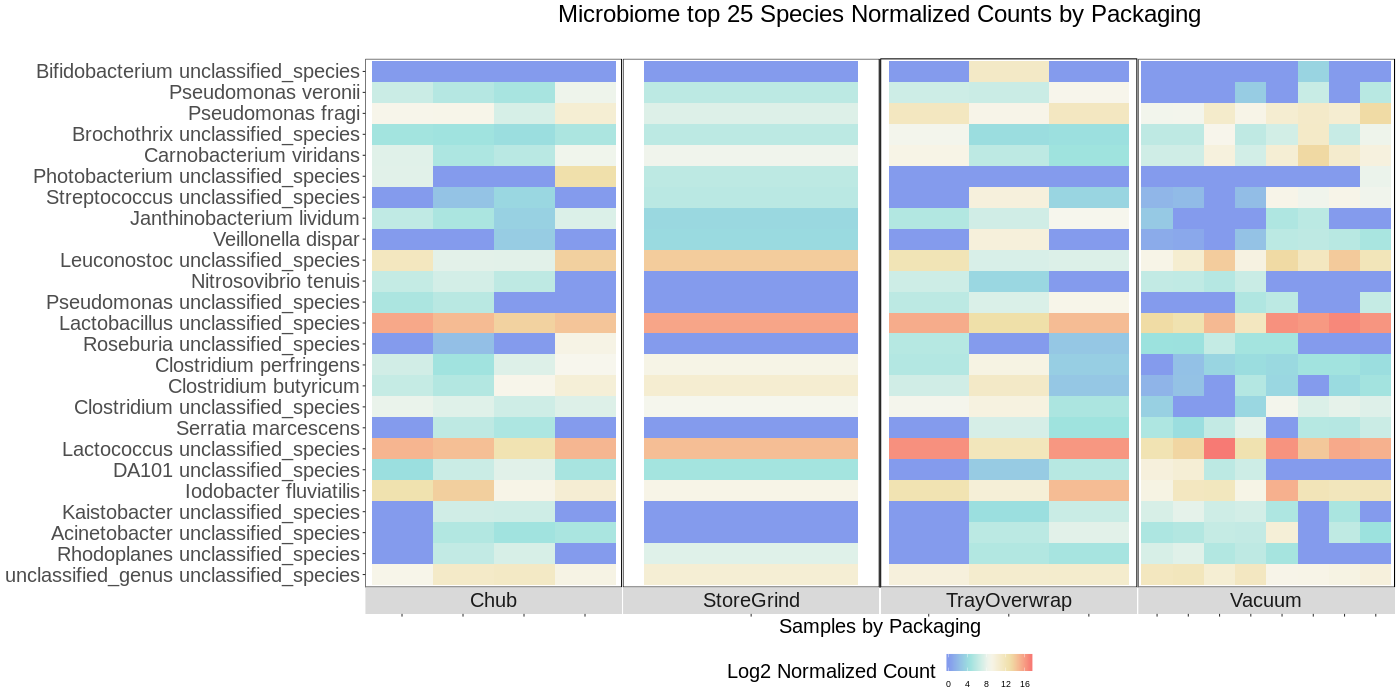 Microbiome top 25 Species Normalized Counts by Packaging
Bifidobacterium unclassified_species
Pseudomonas veronii
Pseudomonas fragi
Brochothrix unclassified_species
Carnobacterium viridans
Photobacterium unclassified_species
Streptococcus unclassified_species
Janthinobacterium lividum
Veillonella dispar
Leuconostoc unclassified_species
Nitrosovibrio tenuis
Pseudomonas unclassified_species
Lactobacillus unclassified_species
Roseburia unclassified_species
Clostridium perfringens
Clostridium butyricum
Clostridium unclassified_species
Serratia marcescens
Lactococcus unclassified_species
DA101 unclassified_species
Iodobacter fluviatilis
Kaistobacter unclassified_species
Acinetobacter unclassified_species
Rhodoplanes unclassified_species
unclassified_genus unclassified_species
Chub StoreGrind TrayOverwrap Vacuum
Samples by Packaging
Log2 Normalized Count
0 4 8 12 16